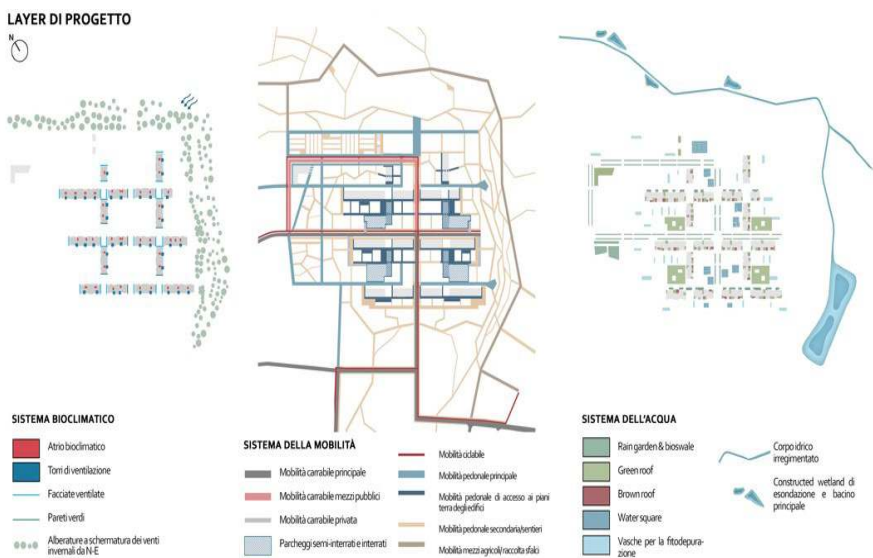 LAYER DI PROGETTO
N
SISTEMA BIOCLIMATICO
Atrio bioclimatico
Torri di ventilazione
Facciate ventilate
Pareti verdi
Alberature a schermatura dei venti
invernali da N-E
SISTEMA DELLA MOBILITÀ
Mobilità carrabile principale
Mobilità carrabile mezzi pubblici
Mobilità carrabile privata
Parcheggi semi-interrati e interrati
Mobilità ciclabile
Mobilità pedonale principale
Mobilità pedonale di accesso ai piani
terra degli edifici
Mobilità pedonale secondaria/sentieri
Mobilità mezzi agricoli/raccolta sfalci
SISTEMA DELL'ACQUA
Rain garden & bioswale
Green roof
Brown roof
Water square
Vasche per la fitodepura-
zione
Corpo idrico
irregimentato
Constructed wetland di
esondazione e bacino
principale